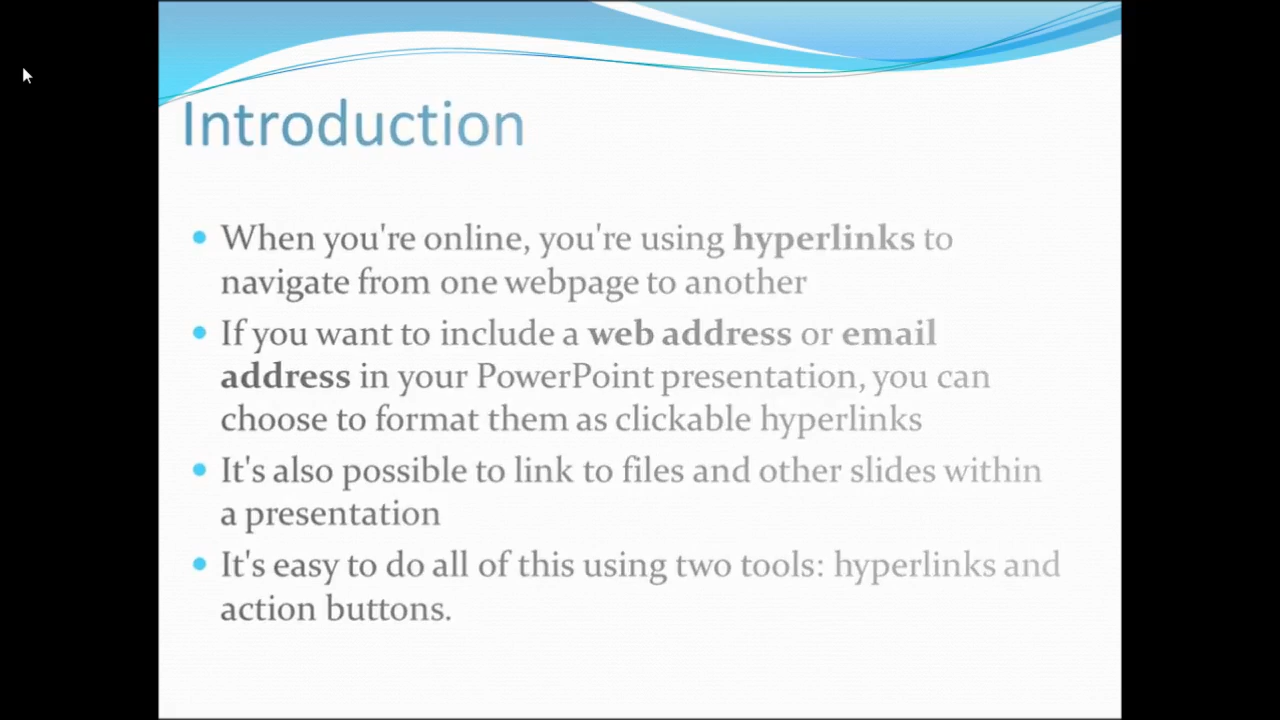 Introduction
• When you're online, you're using hyperlinks to
navigate from one webpage to another
• If you want to include a web address or email
address in your PowerPoint presentation, you can
choose to format them as clickable hyperlinks
• It's also possible to link to files and other slides within
a presentation
• It's easy to do all of this using two tools: hyperlinks and
action buttons.